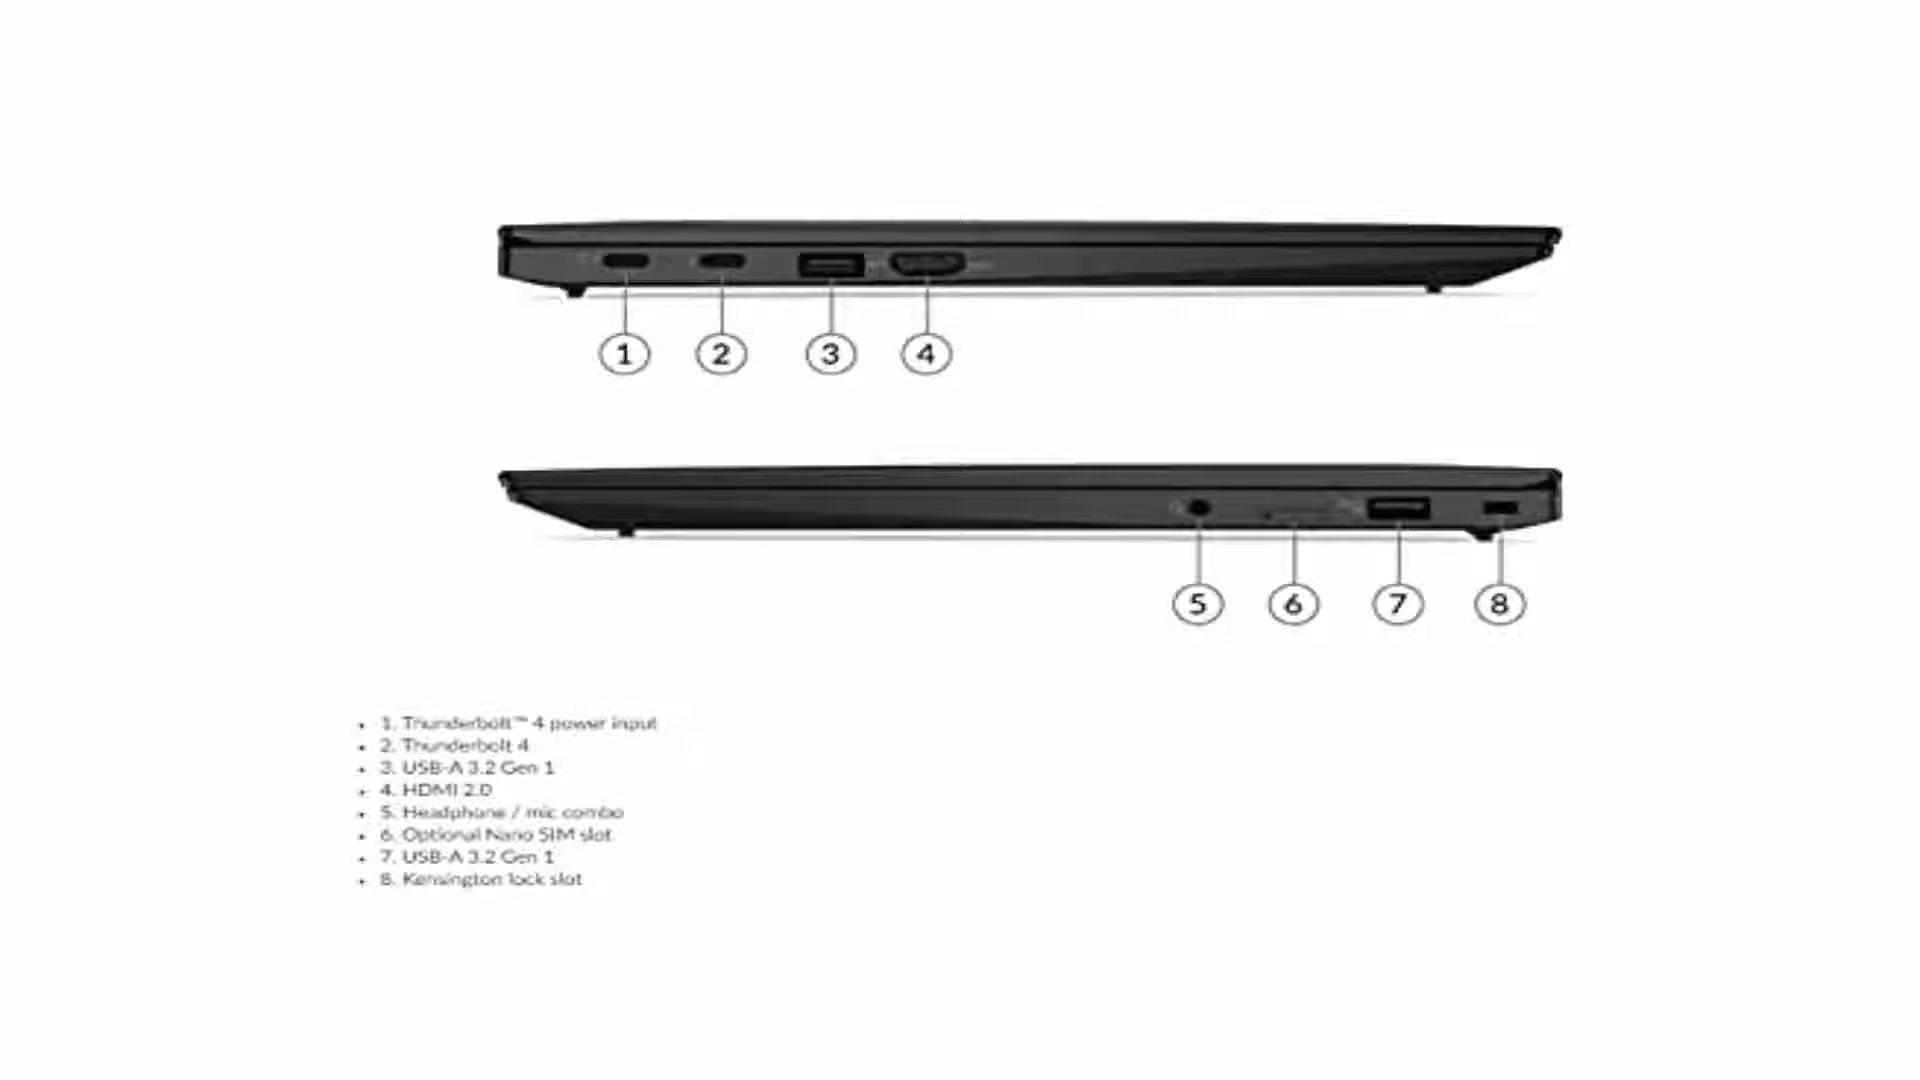 1 2 3 4
5 6 7 8
• 1. Thunderbolt™ 4 power input
• 2. Thunderbolt 4
• 3. USB-A 3.2 Gen 1
• 4. HDMI 2.0
• 5. Headphone / mic combo
• 6. Optional Nano SIM slot
• 7. USB-A 3.2 Gen 1
• 8. Kensington lock slot